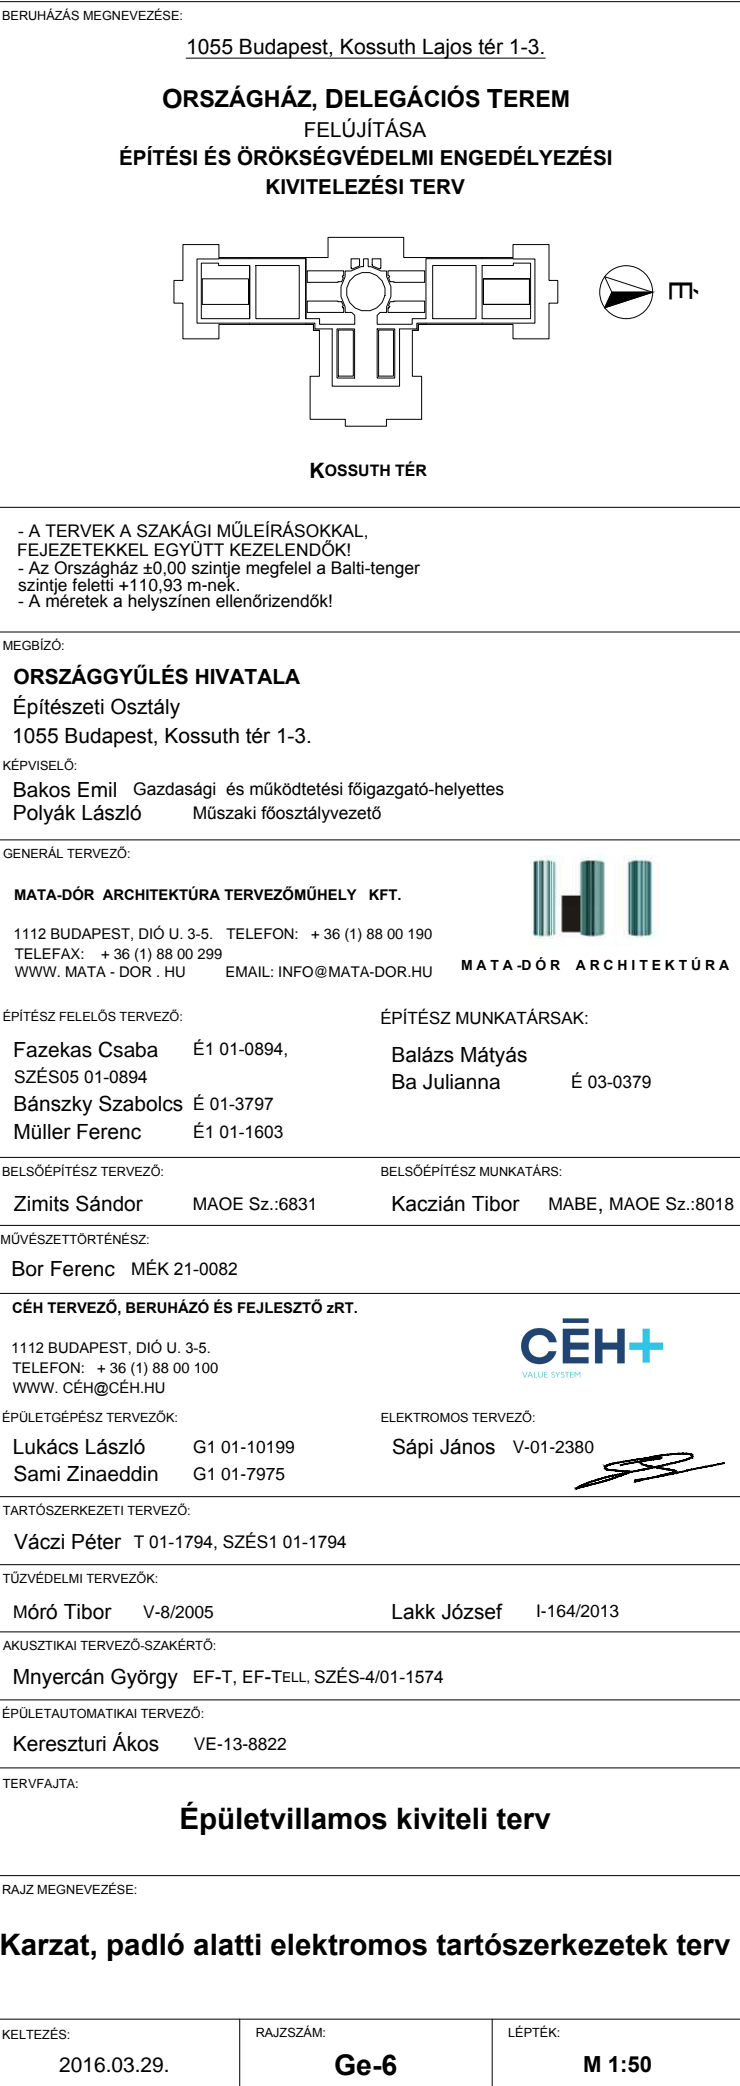 BERUHÁZÁS MEGNEVEZÉSE:
1055 Budapest, Kossuth Lajos tér 1-3.
ORSZÁGHÁZ, DELEGÁCIÓS TEREM
FELÚJÍTÁSA
ÉPÍTÉSI ÉS ÖRÖKSÉGVÉDELMI ENGEDÉLYEZÉSI
KIVITELEZÉSI TERV
É
KOSSUTH TÉR
- A TERVEK A SZAKÁGI MŰLEÍRÁSOKKAL,
FEJEZETEKKEL EGYÜTT KEZELENDŐK!
- Az Országház ±0,00 szintje megfelel a Balti-tenger
szintje feletti +110,93 m-nek.
- A méretek a helyszínen ellenőrizendők!
MEGBÍZÓ:
ORSZÁGGYŰLÉS HIVATALA
Építészeti Osztály
1055 Budapest, Kossuth tér 1-3.
KÉPVISELŐ:
Bakos Emil Gazdasági és működtetési főigazgató-helyettes
Polyák László Műszaki főosztályvezető
GENERÁL TERVEZŐ:
MATA-DÓR ARCHITEKTÚRA TERVEZŐMŰHELY KFT.
1112 BUDAPEST, DIÓ U. 3-5. TELEFON: + 36 (1) 88 00 190
TELEFAX: + 36 (1) 88 00 299
WWW. MATA - DOR . HU EMAIL: INFO@MATA-DOR.HU
MATA-DÓR ARCHITEKTÚRA
ÉPÍTÉSZ FELELŐS TERVEZŐ: ÉPÍTÉSZ MUNKATÁRSAK:
Fazekas Csaba É1 01-0894, Balázs Mátyás
SZÉS05 01-0894 Ba Julianna É 03-0379
Bánszky Szabolcs É 01-3797
Müller Ferenc É1 01-1603
BELSŐÉPÍTÉSZ TERVEZŐ: BELSŐÉPÍTÉSZ MUNKATÁRS:
Zimits Sándor MAOE Sz.:6831 Kaczián Tibor MABE, MAOE Sz.:8018
MŰVÉSZETTÖRTÉNÉSZ:
Bor Ferenc MÉK 21-0082
CÉH TERVEZŐ, BERUHÁZÓ ÉS FEJLESZTŐ zRT.
1112 BUDAPEST, DIÓ U. 3-5.
TELEFON: + 36 (1) 88 00 100
WWW. CÉH@CÉH.HU
CĒH+
VALUE SYSTEM
ÉPÜLETGÉPÉSZ TERVEZŐK: ELEKTROMOS TERVEZŐ:
Lukács László G1 01-10199 Sápi János V-01-2380
Sami Zinaeddin G1 01-7975
TARTÓSZERKEZETI TERVEZŐ:
Váczi Péter T 01-1794, SZÉS1 01-1794
TŰZVÉDELMI TERVEZŐK:
Móró Tibor V-8/2005 Lakk József I-164/2013
AKUSZTIKAI TERVEZŐ-SZAKÉRTŐ:
Mnyercán György EF-T, EF-TELL, SZÉS-4/01-1574
ÉPÜLETAUTOMATIKAI TERVEZŐ:
Kereszturi Ákos VE-13-8822
TERVFAJTA:
Épületvillamos kiviteli terv
RAJZ MEGNEVEZÉSE:
Karzat, padló alatti elektromos tartószerkezetek terv
KELTEZÉS: RAJZSZÁM: LÉPTÉK:
2016.03.29. Ge-6 M 1:50